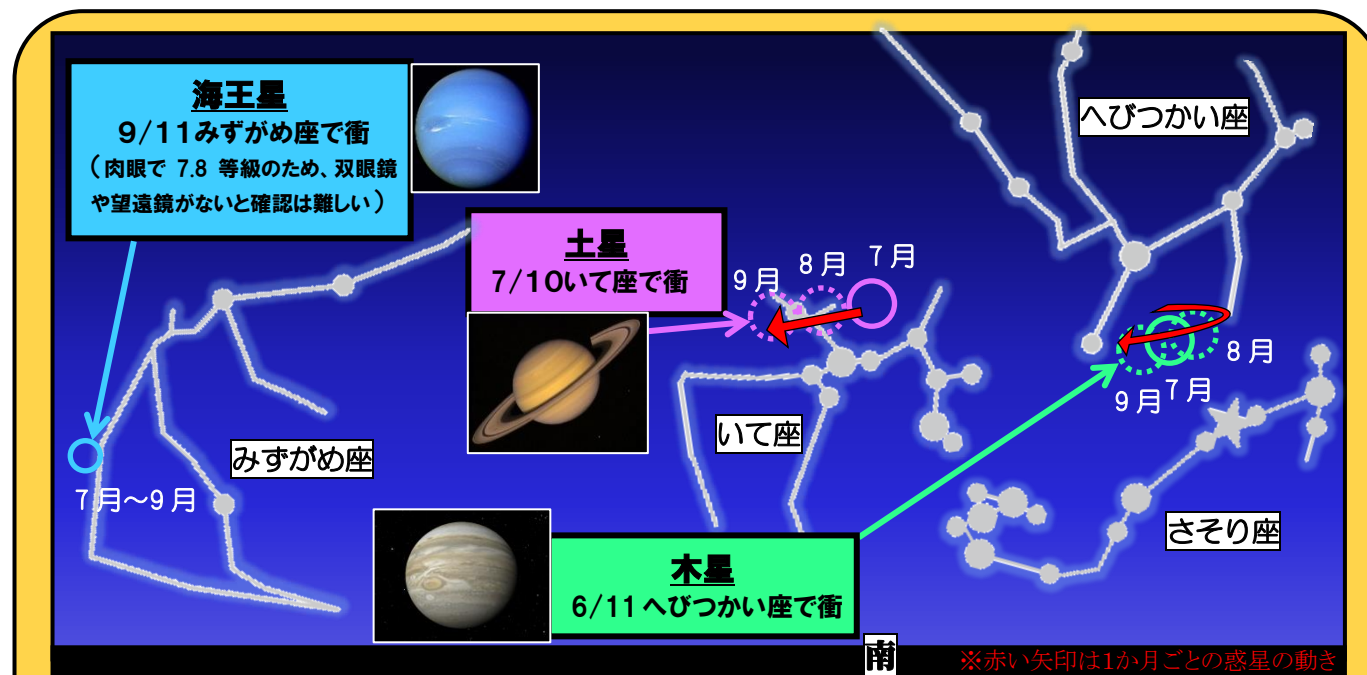 海王星
9/11みずがめ座で衝
(肉眼で 7.8 等級のため、双眼鏡
や望遠鏡がないと確認は難しい)
へびつかい座
土星
7/10いて座で衝
9月
8月
7月
8月
7月
9月
いて座
みずがめ座
7月～9月
さそり座
木星
6/11へびつかい座で衝
南
※赤い矢印は1か月ごとの惑星の動き